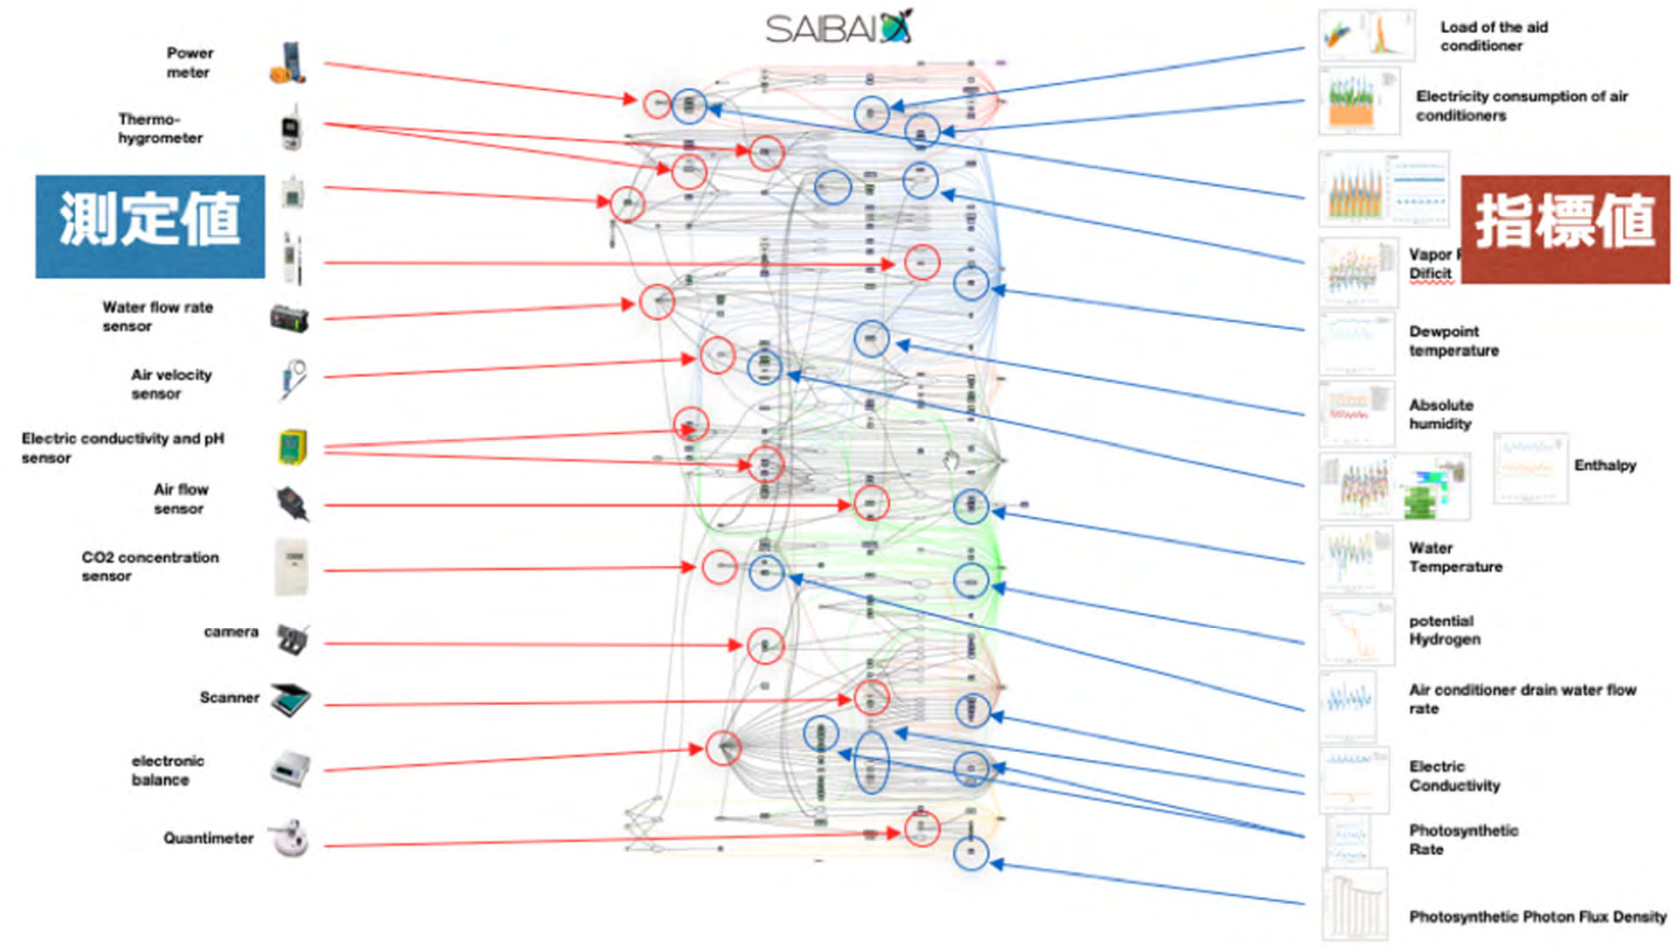 SAIBAI
Power
meter
Thermo-
hygrometer
測定値
Water flow rate
sensor
Air velocity
sensor
Electric conductivity and pH
sensor
Air flow
sensor
CO2 concentration
sensor
camera
Scanner
electronic
balance
Quantimeter
Load of the aid
conditioner
Electricity consumption of air
conditioners
指標値
Vapor
Dificit
Dewpoint
temperature
Absolute
humidity
Enthalpy
Water
Temperature
potential
Hydrogen
Air conditioner drain water flow
rate
Electric
Conductivity
Photosynthetic
Rate
Photosynthetic Photon Flux Density